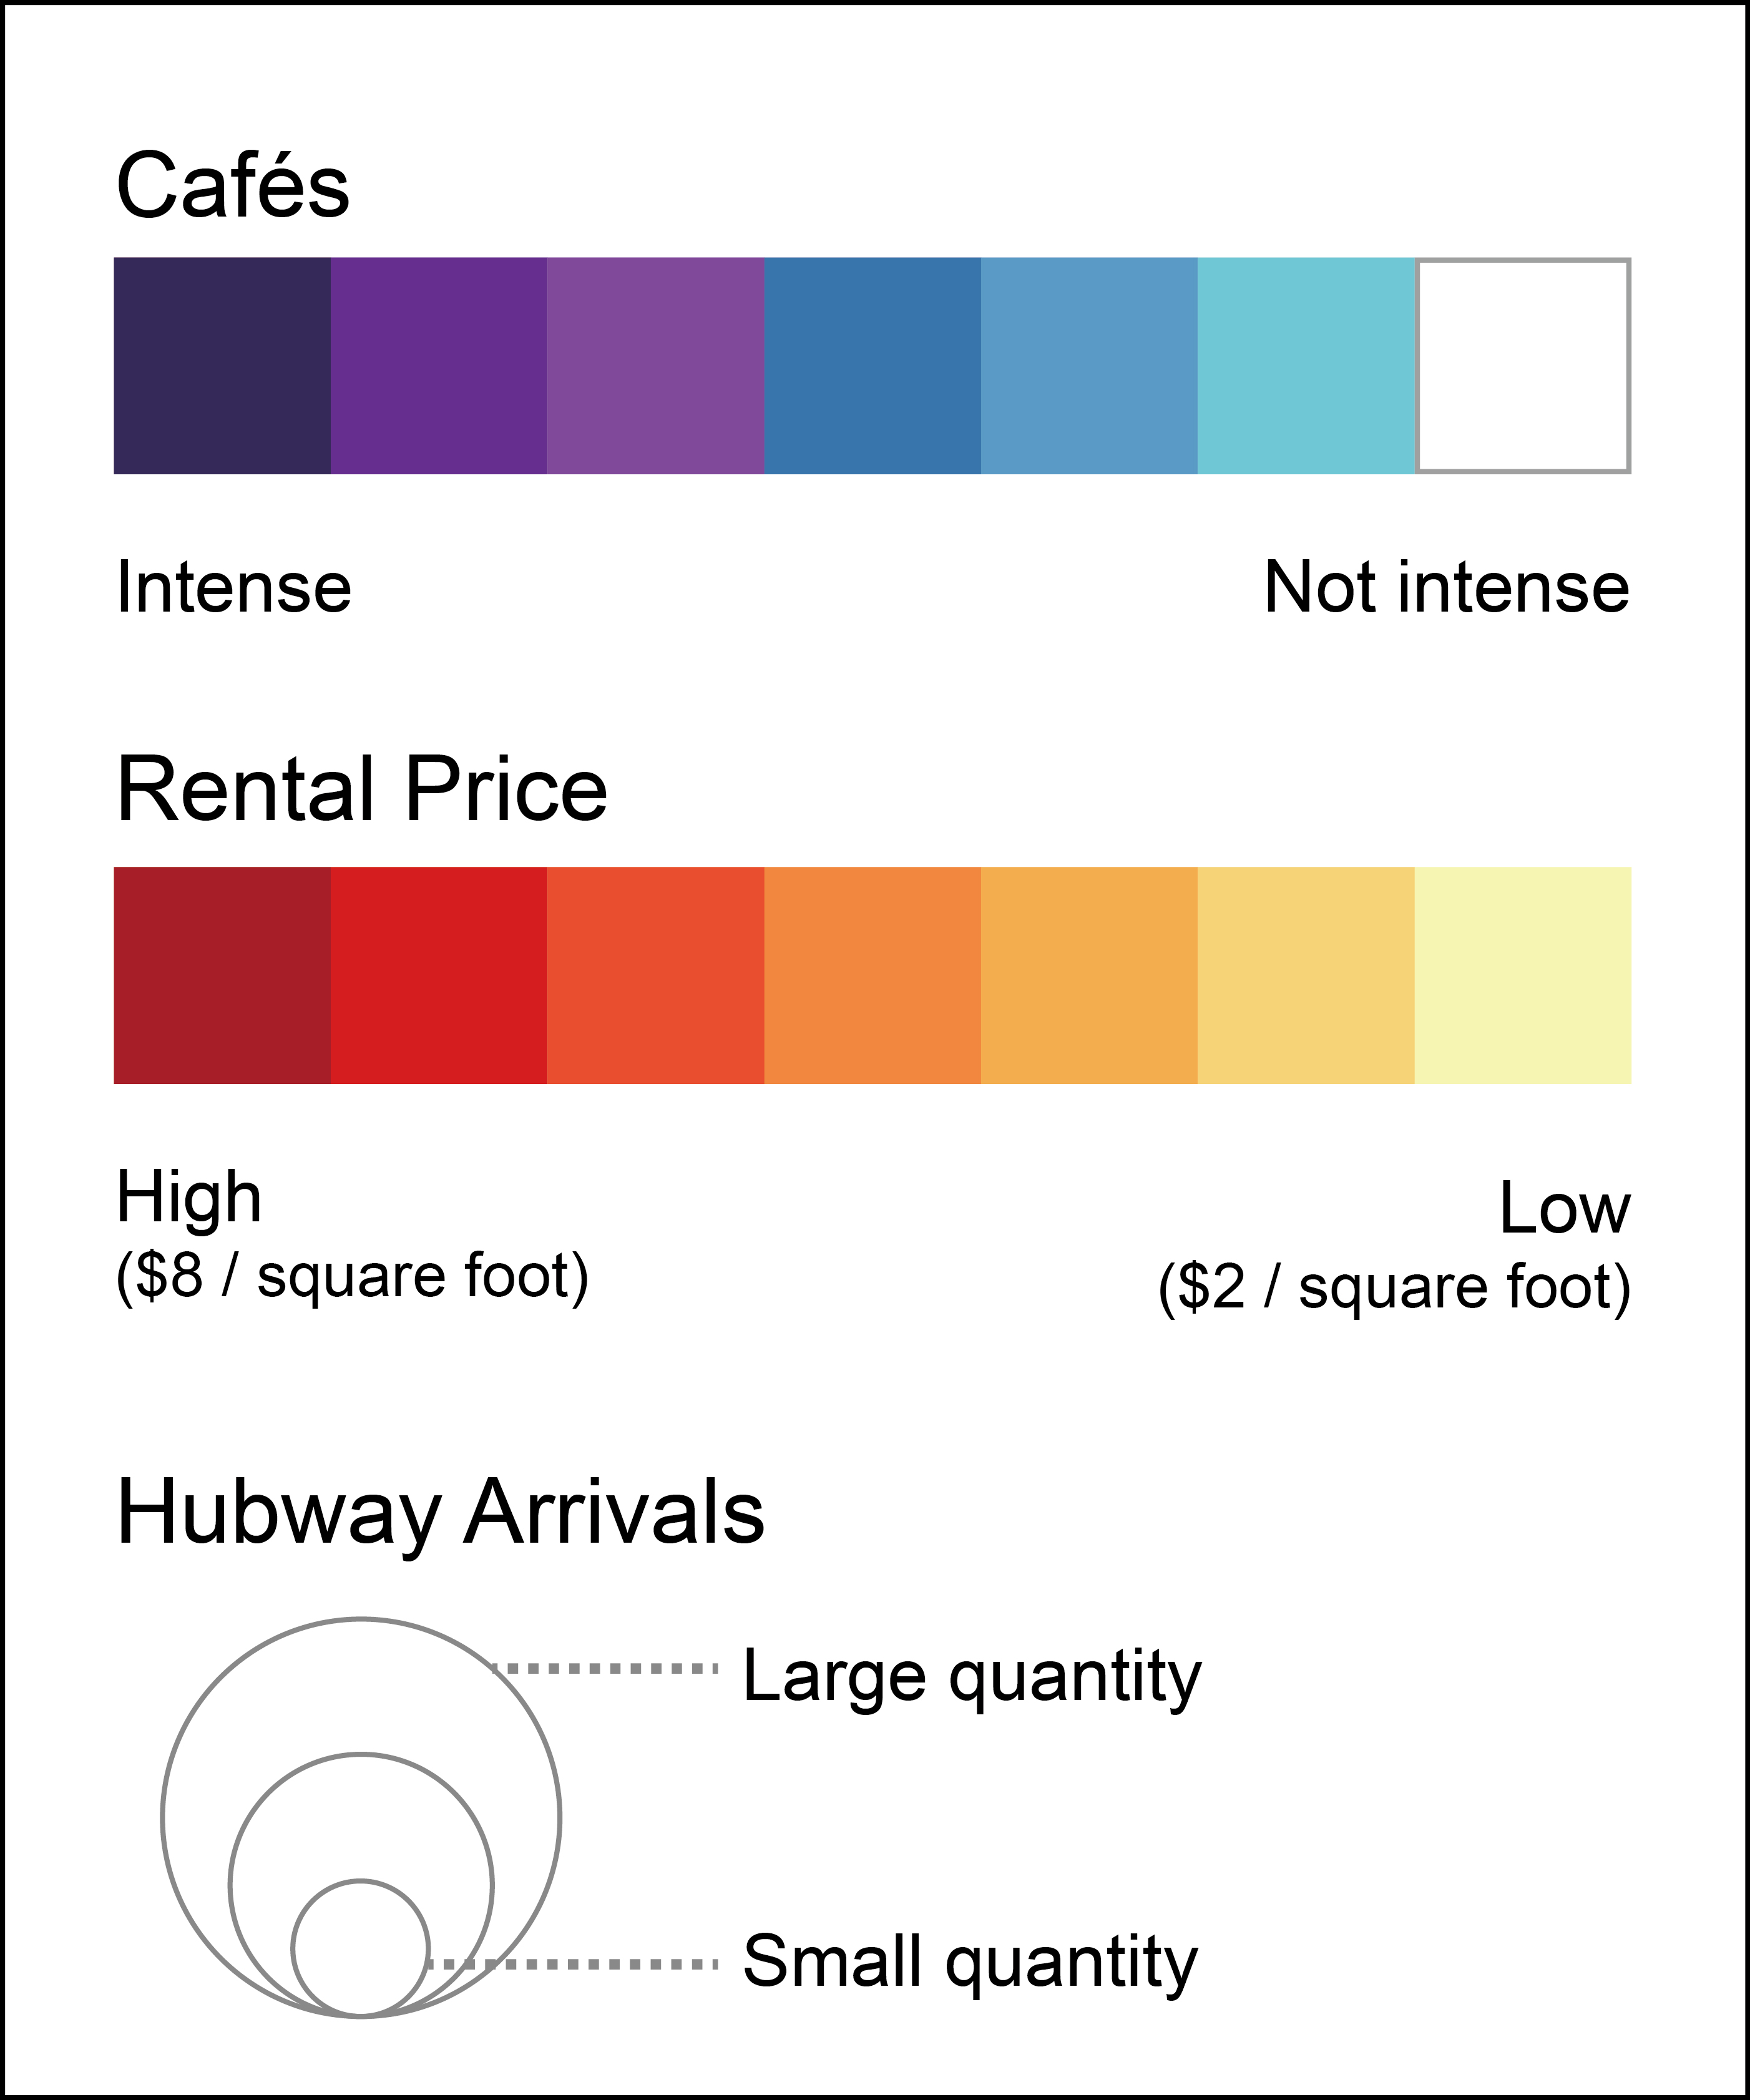 Cafés
Intense
Not intense
Rental Price
High
($8 / square foot)
Low
($2 / square foot)
Hubway Arrivals
Large quantity
Small quantity